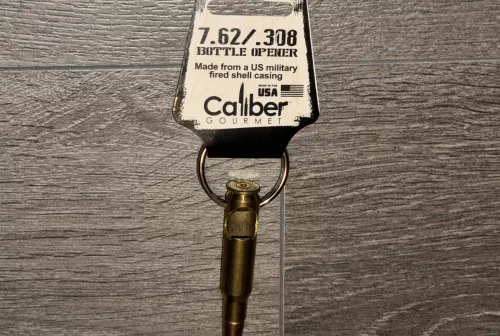 7.62/.308
BOTTLE OPENER
Made from a US military
fired shell casing
MADE IN THE
USA
Caliber
GOURMET